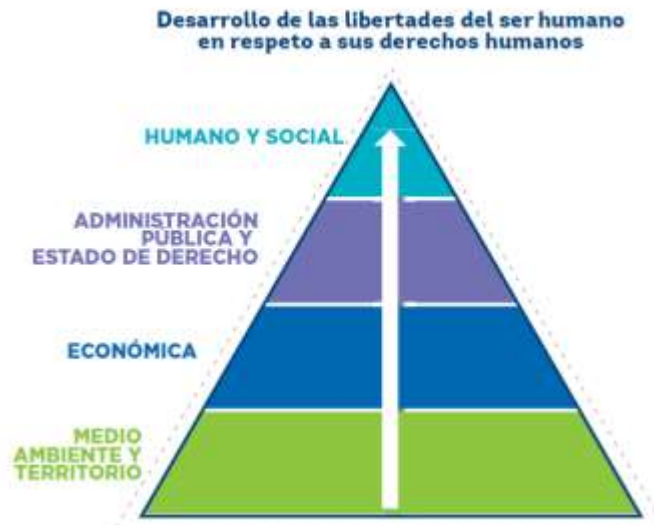 Desarrollo de las libertades del ser humano
en respeto a sus derechos humanos
HUMANO Y SOCIAL
ADMINISTRACIÓN
PÚBLICA Y
ESTADO DE DERECHO
ECONÓMICA
MEDIO
AMBIENTE Y
TERRITORIO